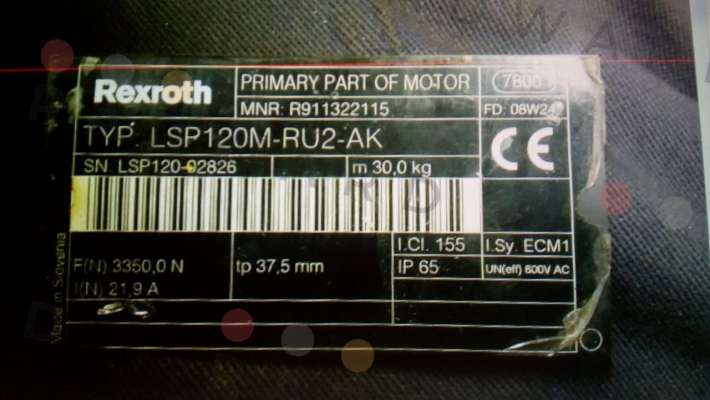 Rexroth
PRIMARY PART OF MOTOR
7800
MNR: R911322115
FD: 08W24
TYP. LSP120M-RU2-AK
CE
SN: LSP120-02826
m 30,0 kg
F(N) 3350,0 N
tp 37,5 mm
I.Cl. 155
I.Sy. ECM1
I(N) 21,9 A
IP 65
UN(eff) 600V AC
Made in Slovenia